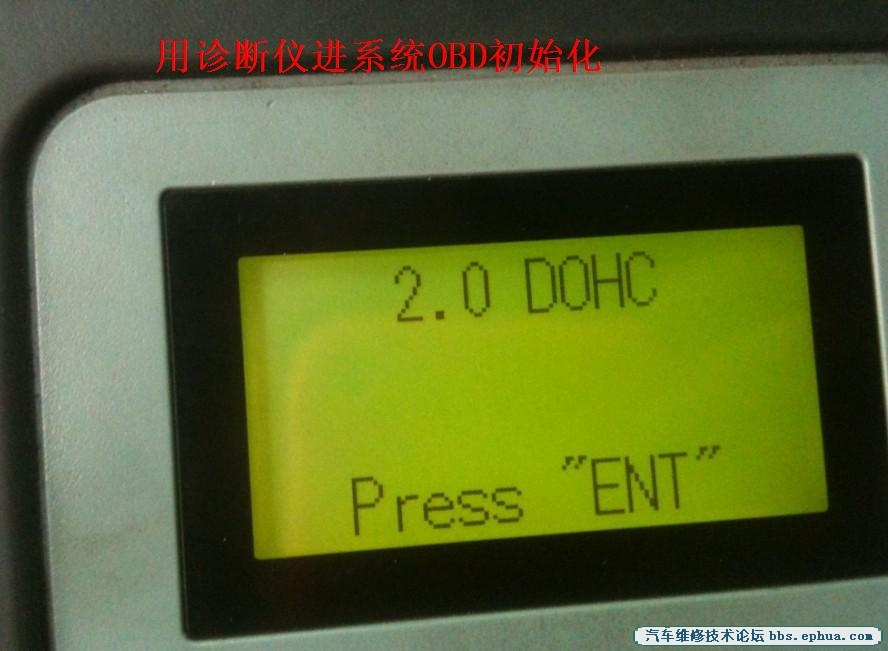 用诊断仪进系统OBD初始化
2.0 DOHC
Press "ENT"
汽车维修技术论坛 bbs.ephua.com